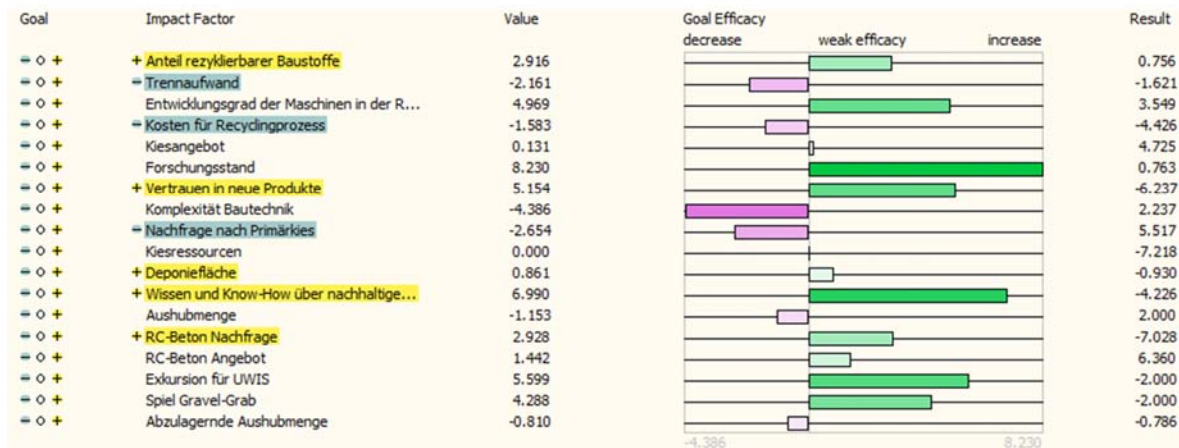 Goal Impact Factor Value Goal Efficacy Result
decrease weak efficacy increase
+ Anteil rezyklierbarer Baustoffe 2.916 0.756
− Trennaufwand -2.161 -1.621
Entwicklungsgrad der Maschinen in der R... 4.969 3.549
− Kosten für Recyclingprozess -1.583 -4.426
Kiesangebot 0.131 4.725
Forschungsstand 8.230 0.763
+ Vertrauen in neue Produkte 5.154 -6.237
Komplexität Bautechnik -4.386 2.237
− Nachfrage nach Primärkies -2.654 5.517
Kiesressourcen 0.000 -7.218
+ Deponiefläche 0.861 -0.930
+ Wissen und Know-How über nachhaltige... 6.990 -4.226
Aushubmenge -1.153 2.000
+ RC-Beton Nachfrage 2.928 -7.028
RC-Beton Angebot 1.442 6.360
Exkursion für UWIS 5.599 -2.000
Spiel Gravel-Grab 4.288 -2.000
Abzulagernde Aushubmenge -0.810 -0.786
-4.386 8.230